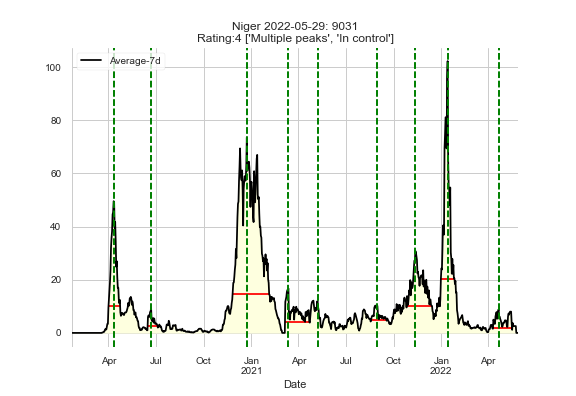 Niger 2022-05-29: 9031
Rating:4 ['Multiple peaks', 'In control']
Average-7d
100
80
60
40
20
0
Apr Jul Oct Jan Apr Jul Oct Jan Apr
2021 2022
Date